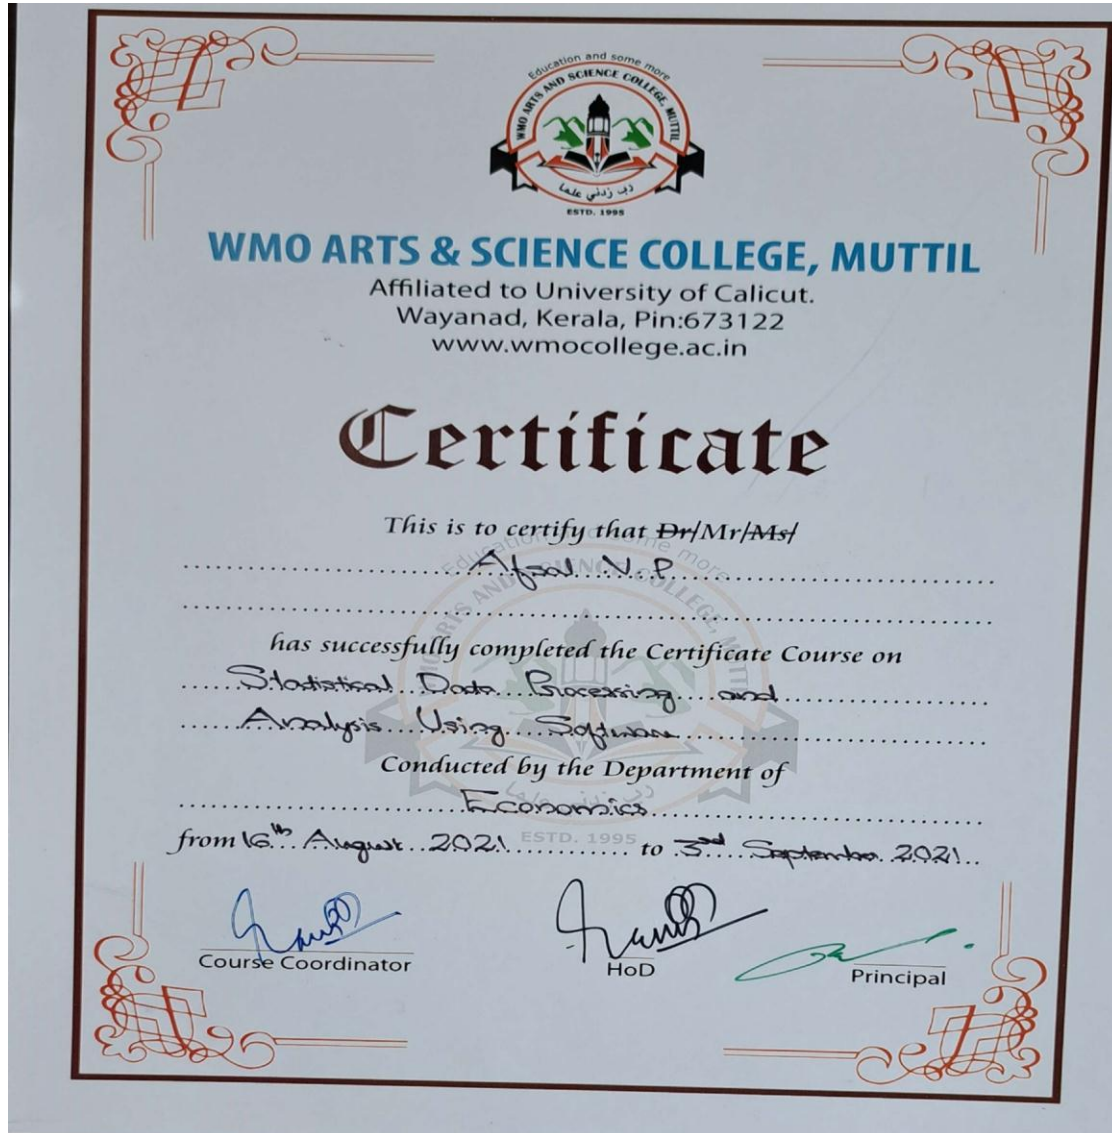 Education and some more
WMO ARTS AND SCIENCE COLLEGE, MUTTIL
رب زدني علما
ESTD. 1995
WMO ARTS & SCIENCE COLLEGE, MUTTIL
Affiliated to University of Calicut.
Wayanad, Kerala, Pin:673122
www.wmocollege.ac.in
Certificate
This is to certify that Dr/Mr/Ms/
Afzal V.P
has successfully completed the Certificate Course on
Statistical Data Processing and
Analysis Using Software
Conducted by the Department of
Economics
from 16th August 2021 to 3rd September 2021
Course Coordinator
HoD
Principal